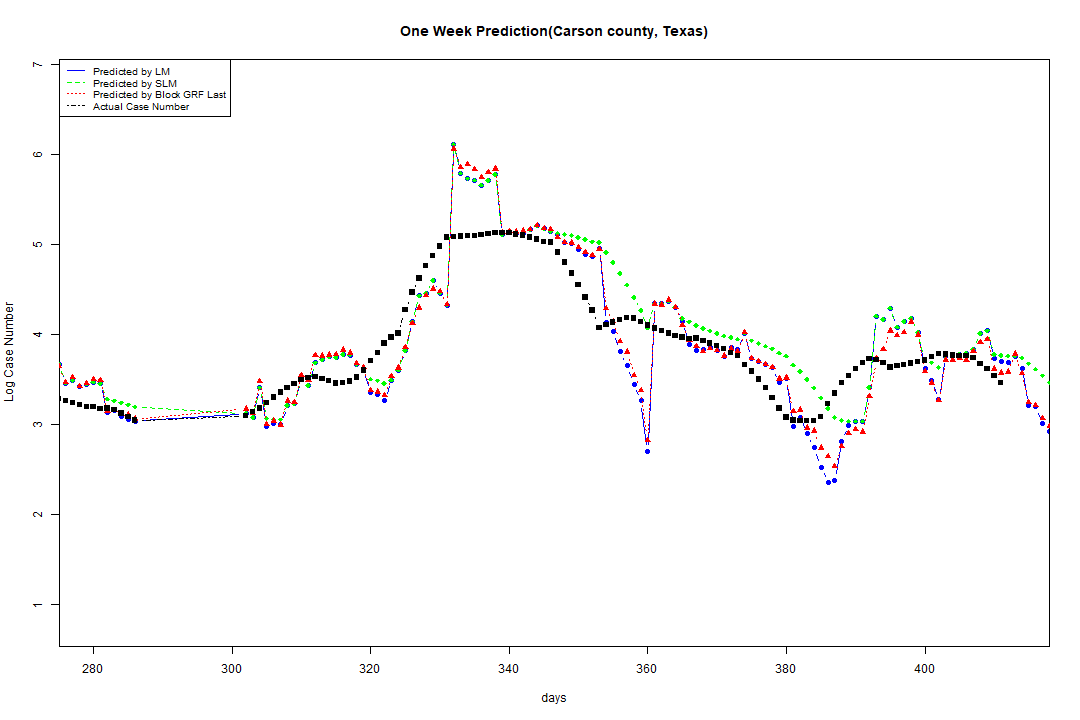 One Week Prediction(Carson county, Texas)
7
Predicted by LM
Predicted by SLM
Predicted by Block GRF Last
Actual Case Number
6
5
4
3
2
1
Log Case Number
280 300 320 340 360 380 400
days